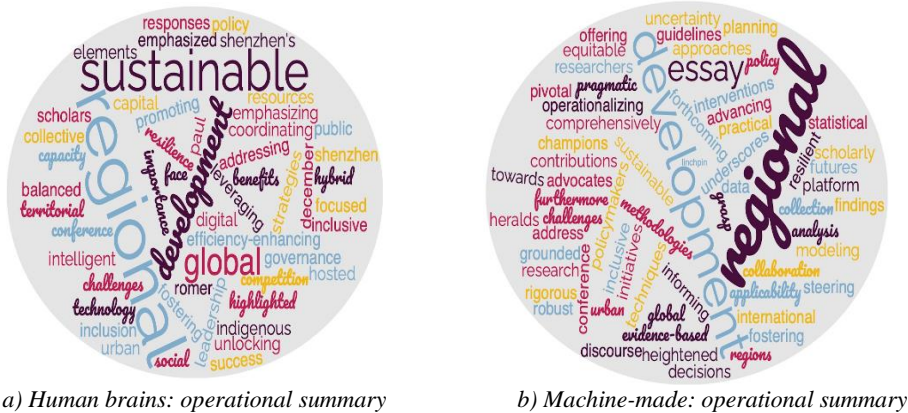 responses policy
elements emphasized shenzhen's
sustainable
regional
capital
promoting
resources
scholars
emphasizing
collective
resilience
paul
coordinating
public
capacity
development
importance
face
addressing
leveraging
benefits
strategies
december
shenzhen
hybrid
balanced
territorial
focused
inclusive
conference
digital
efficiency-enhancing
intelligent
global
governance
hosted
challenges
fostering
leadership
romer
competition
technology
highlighted
inclusion
indigenous
urban
unlocking
social
success
a) Human brains: operational summary
offering
uncertainty
planning
equitable
development
guidelines
researchers
approaches
policy
essay
regional
pivotal
pragmatic
forthcoming
interventions
operationalizing
advancing
comprehensively
practical
statistical
champions
sustainable
linchpin
underscores
resilient
scholarly
contributions
data
futures
towards
advocates
policymakers
grasp
platform
furthermore
methodologies
collection
findings
heralds
challenges
analysis
address
conference
inclusive
initiatives
modeling
grounded
techniques
collaboration
research
informing
applicability
steering
rigorous
urban
international
robust
global
evidence-based
fostering
discourse
heightened
regions
decisions
b) Machine-made: operational summary